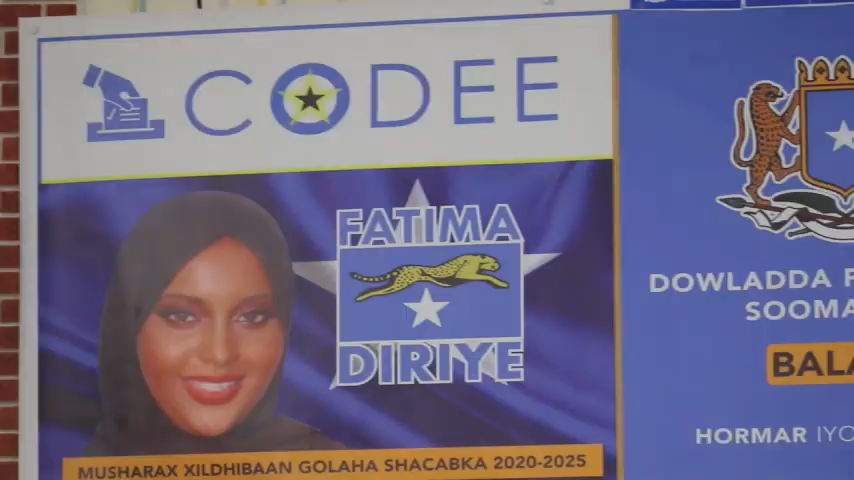 CODEE
FATIMA
DIRIYE
MUSHARAX XILDHIBAAN GOLAHA SHACABKA 2020-2025
DOWLADDA
SOOMA
BALA
HORMAR IYO